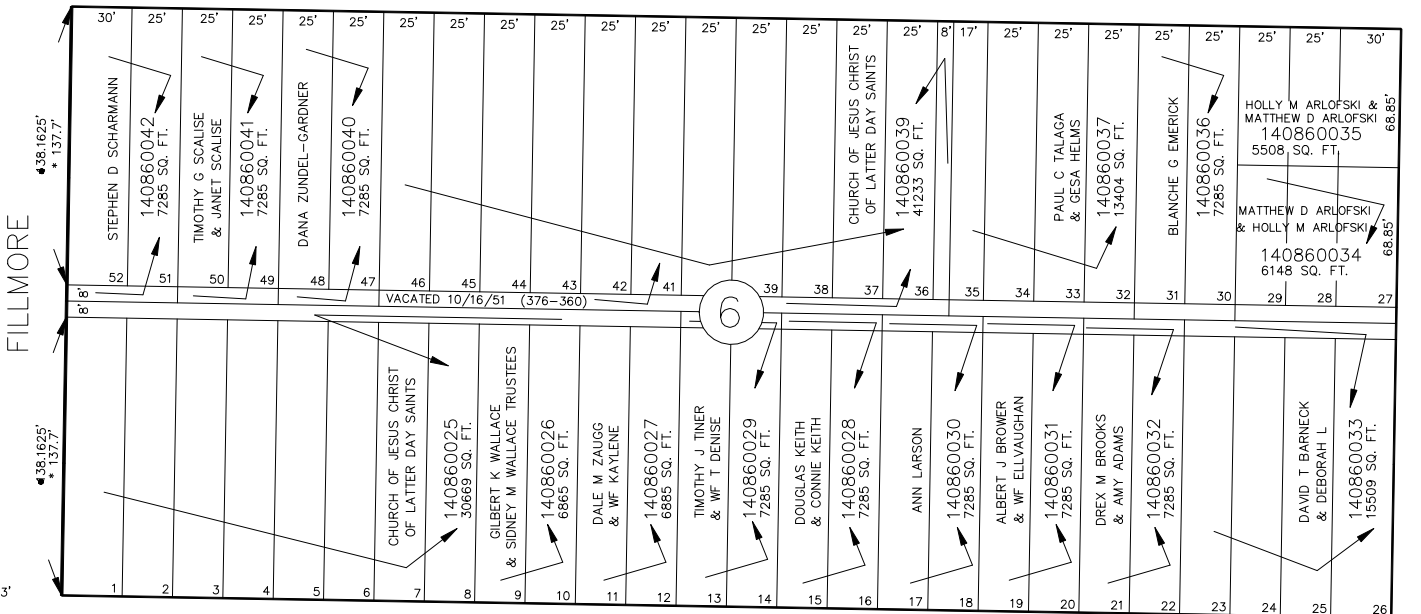 30' 25' 25' 25' 25' 25' 25' 25' 25' 25' 25' 25' 25' 25' 25' 25' 25' 8' 17' 25' 25' 25' 25' 25' 25' 25' 30'
138.1625'
* 137.7'
FILLMORE
STEPHEN D SCHARMANN
140860042
7285 SQ. FT.
TIMOTHY G SCALISE
& JANET SCALISE
140860041
7285 SQ. FT.
DANA ZUNDEL-GARDNER
140860040
7285 SQ. FT.
CHURCH OF JESUS CHRIST
OF LATTER DAY SAINTS
140860039
41233 SQ. FT.
PAUL C TALAGA
& GESA HELMS
140860037
13404 SQ. FT.
BLANCHE G EMERICK
140860036
7285 SQ. FT.
HOLLY M ARLOFSKI &
MATTHEW D ARLOFSKI
140860035
5508 SQ. FT.
68.85'
MATTHEW D ARLOFSKI
& HOLLY M ARLOFSKI
140860034
6148 SQ. FT.
68.85'
52 51 50 49 48 47 46 45 44 43 42 41 39 38 37 36 35 34 33 32 31 30 29 28 27
8'
8'
VACATED 10/16/51 (376-360)
6
138.1625'
* 137.7'
CHURCH OF JESUS CHRIST
OF LATTER DAY SAINTS
140860025
30669 SQ. FT.
GILBERT K WALLACE
& SIDNEY M WALLACE TRUSTEES
140860026
6865 SQ. FT.
DALE M ZAUGG
& WF KAYLENE
140860027
6885 SQ. FT.
TIMOTHY J TINER
& WF T DENISE
140860029
7285 SQ. FT.
DOUGLAS KEITH
& CONNIE KEITH
140860028
7285 SQ. FT.
ANN LARSON
140860030
7285 SQ. FT.
ALBERT J BROWER
& WF ELLVAUGHAN
140860031
7285 SQ. FT.
DREX M BROOKS
& AMY ADAMS
140860032
7285 SQ. FT.
DAVID T BARNECK
& DEBORAH L
140860033
15509 SQ. FT.
3'
1 2 3 4 5 6 7 8 9 10 11 12 13 14 15 16 17 18 19 20 21 22 23 24 25 26